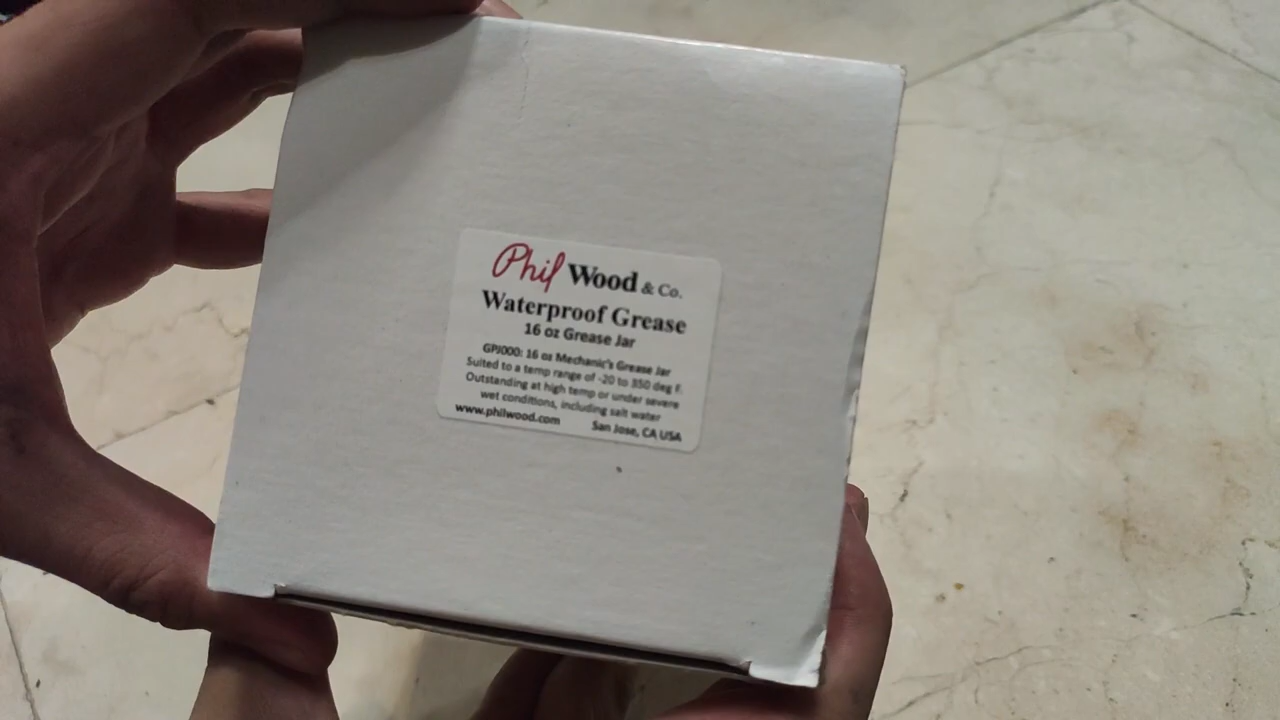 Phil Wood & Co.
Waterproof Grease
16 oz Grease Jar
GPJ000: 16 oz Mechanic's Grease Jar
Suited to a temp range of -20 to 350 deg F.
Outstanding at high temp or under severe
wet conditions, including salt water
www.philwood.com San Jose, CA USA